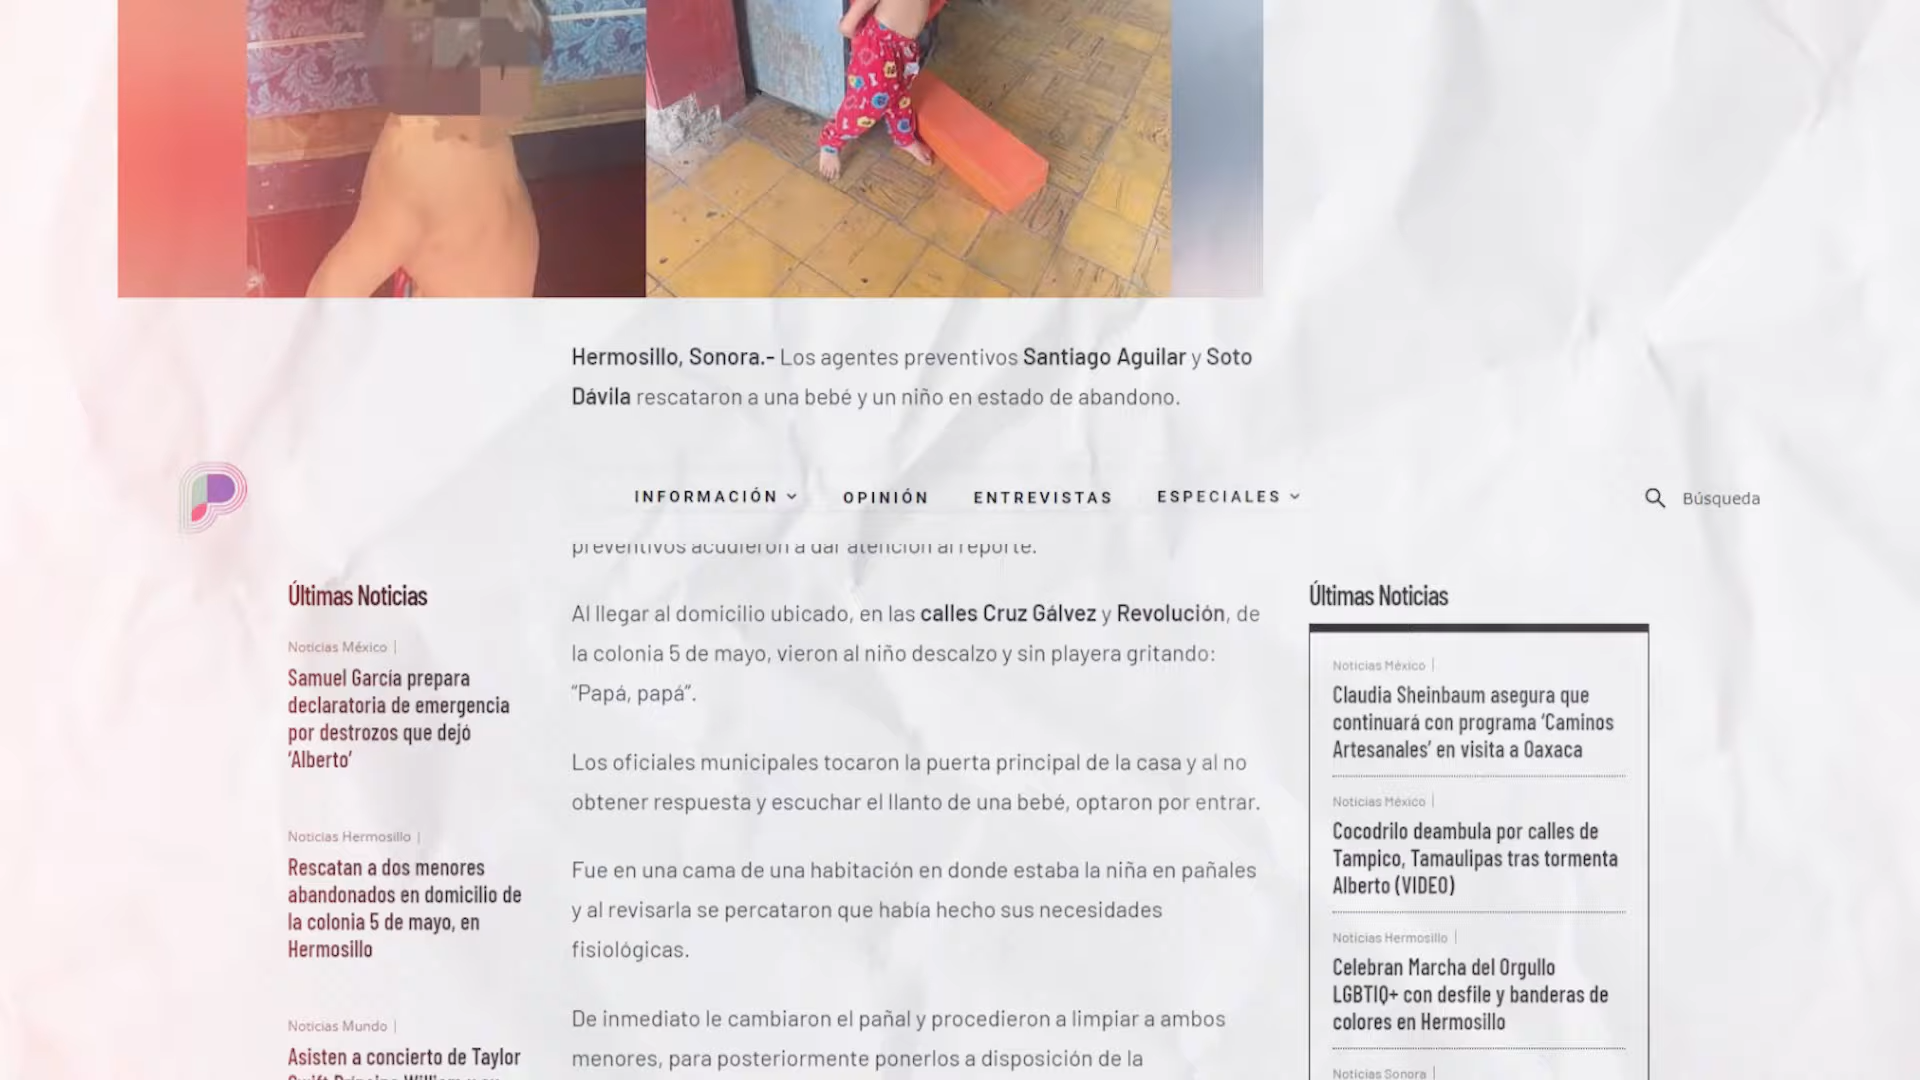 Hermosillo, Sonora.- Los agentes preventivos Santiago Aguilar y Soto
Dávila rescataron a una bebé y un niño en estado de abandono.
INFORMACIÓN
OPINIÓN
ENTREVISTAS
ESPECIALES
Búsqueda
preventivos acudieron a dar atención al reporte.
Últimas Noticias
Noticias México |
Samuel García prepara
declaratoria de emergencia
por destrozos que dejó
‘Alberto’
Noticias Hermosillo |
Rescatan a dos menores
abandonados en domicilio de
la colonia 5 de mayo, en
Hermosillo
Noticias Mundo |
Asisten a concierto de Taylor
Al llegar al domicilio ubicado, en las calles Cruz Gálvez y Revolución, de
la colonia 5 de mayo, vieron al niño descalzo y sin playera gritando:
“Papá, papá”.
Los oficiales municipales tocaron la puerta principal de la casa y al no
obtener respuesta y escuchar el llanto de una bebé, optaron por entrar.
Fue en una cama de una habitación en donde estaba la niña en pañales
y al revisarla se percataron que había hecho sus necesidades
fisiológicas.
De inmediato le cambiaron el pañal y procedieron a limpiar a ambos
menores, para posteriormente ponerlos a disposición de la
Últimas Noticias
Noticias México |
Claudia Sheinbaum asegura que
continuará con programa ‘Caminos
Artesanales’ en visita a Oaxaca
Noticias México |
Cocodrilo deambula por calles de
Tampico, Tamaulipas tras tormenta
Alberto (VIDEO)
Noticias Hermosillo |
Celebran Marcha del Orgullo
LGBTIQ+ con desfile y banderas de
colores en Hermosillo
Noticias Sonora |